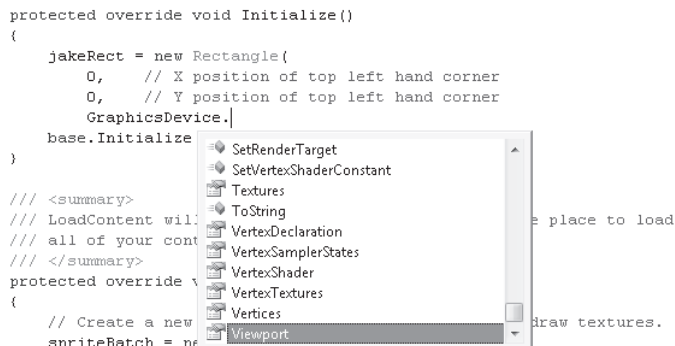 protected override void Initialize()
{
jakeRect = new Rectangle(
0, // X position of top left hand corner
0, // Y position of top left hand corner
GraphicsDevice.
base.Initialize
}
SetRenderTarget
SetVertexShaderConstant
Textures
ToString
VertexDeclaration
VertexSamplerStates
VertexShader
VertexTextures
Vertices
Viewport
/// <summary>
/// LoadContent wil e place to load
/// all of your cont
/// </summary>
protected override v
{
// Create a new draw textures.
spriteBatch = ne